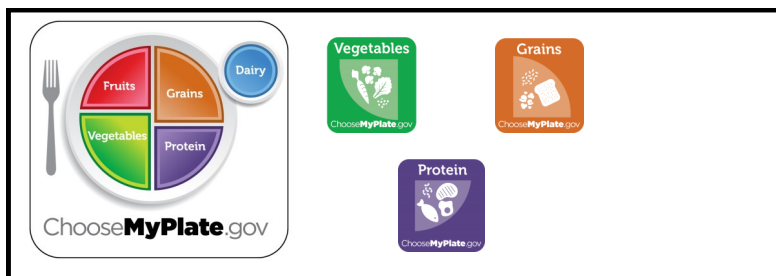 Fruits
Grains
Dairy
Vegetables
Protein
ChooseMyPlate.gov
Vegetables
ChooseMyPlate.gov
Grains
ChooseMyPlate.gov
Protein
ChooseMyPlate.gov